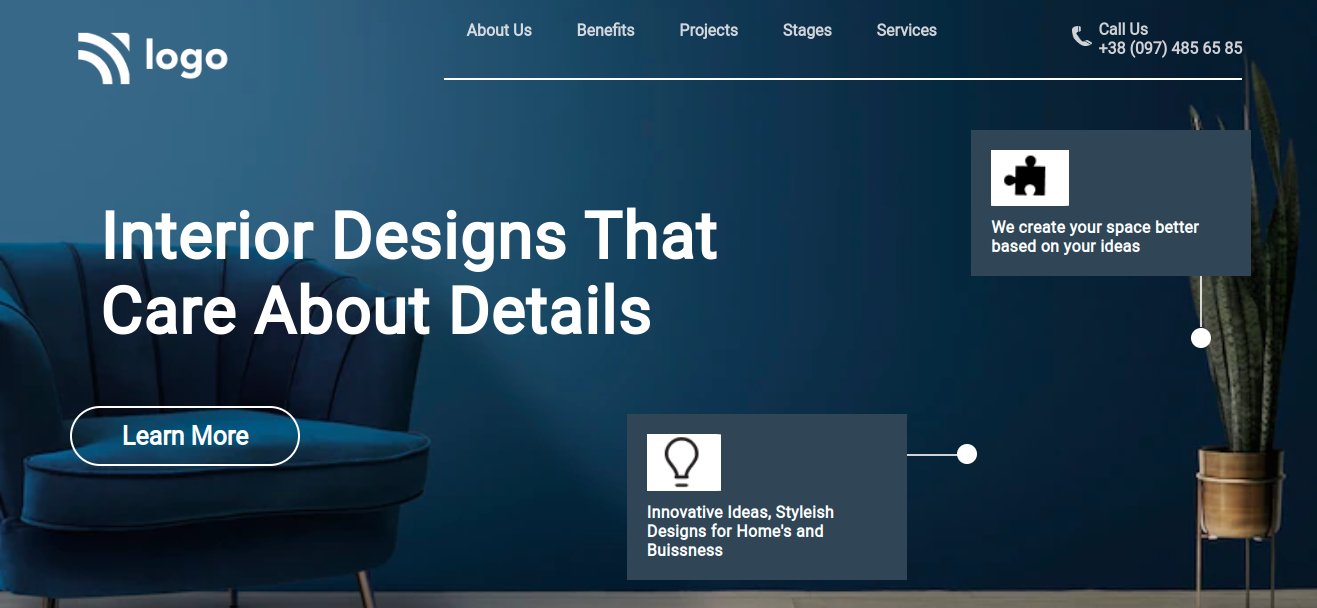 logo
About Us
Benefits
Projects
Stages
Services
Call Us
+38 (097) 485 65 85
Interior Designs That
Care About Details
Learn More
We create your space better
based on your ideas
Innovative Ideas, Styleish
Designs for Home's and
Buissness